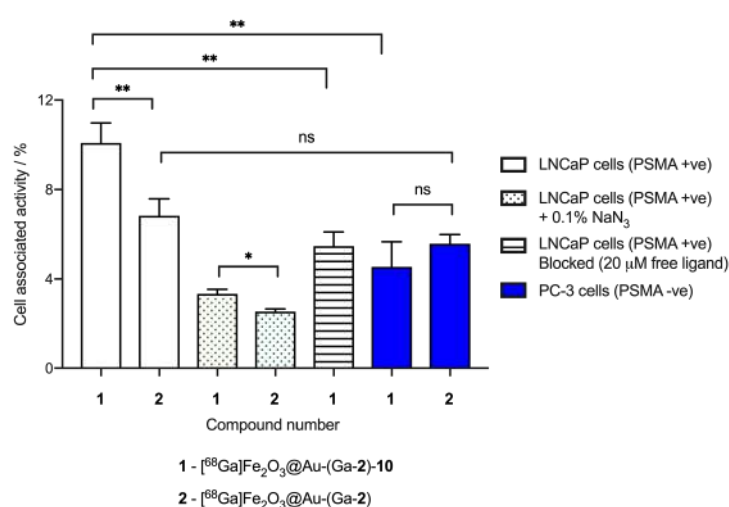 **
**
**
ns
ns
*
12
8
4
0
Cell associated activity / %
1 2 1 2 1 1 2
Compound number
LNCaP cells (PSMA +ve)
LNCaP cells (PSMA +ve)
+ 0.1% NaN₃
LNCaP cells (PSMA +ve)
Blocked (20 μM free ligand)
PC-3 cells (PSMA -ve)
1 - [⁶⁸Ga]Fe₂O₃@Au-(Ga-2)-10
2 - [⁶⁸Ga]Fe₂O₃@Au-(Ga-2)